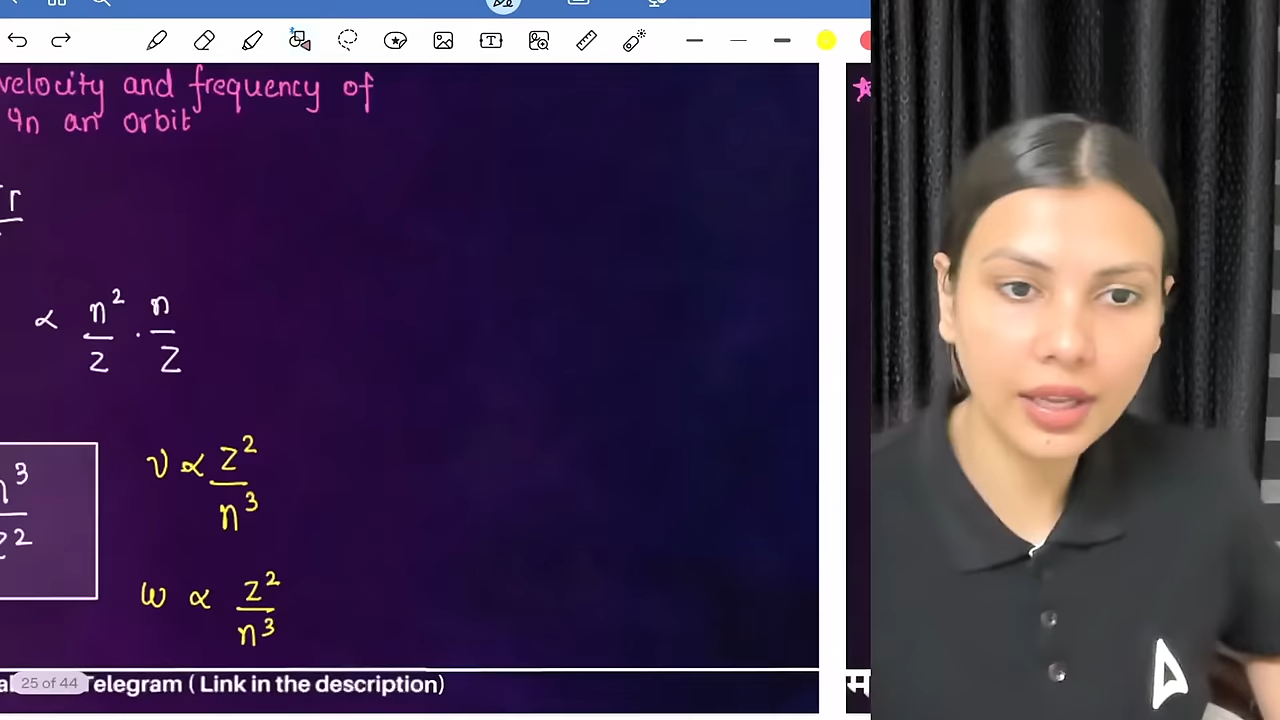 velocity and frequency of
in an orbit
r
∝ n²/z · n/z
ν ∝ z²/n³
n³/z²
ω ∝ z²/n³
25 of 44 Telegram ( Link in the description)